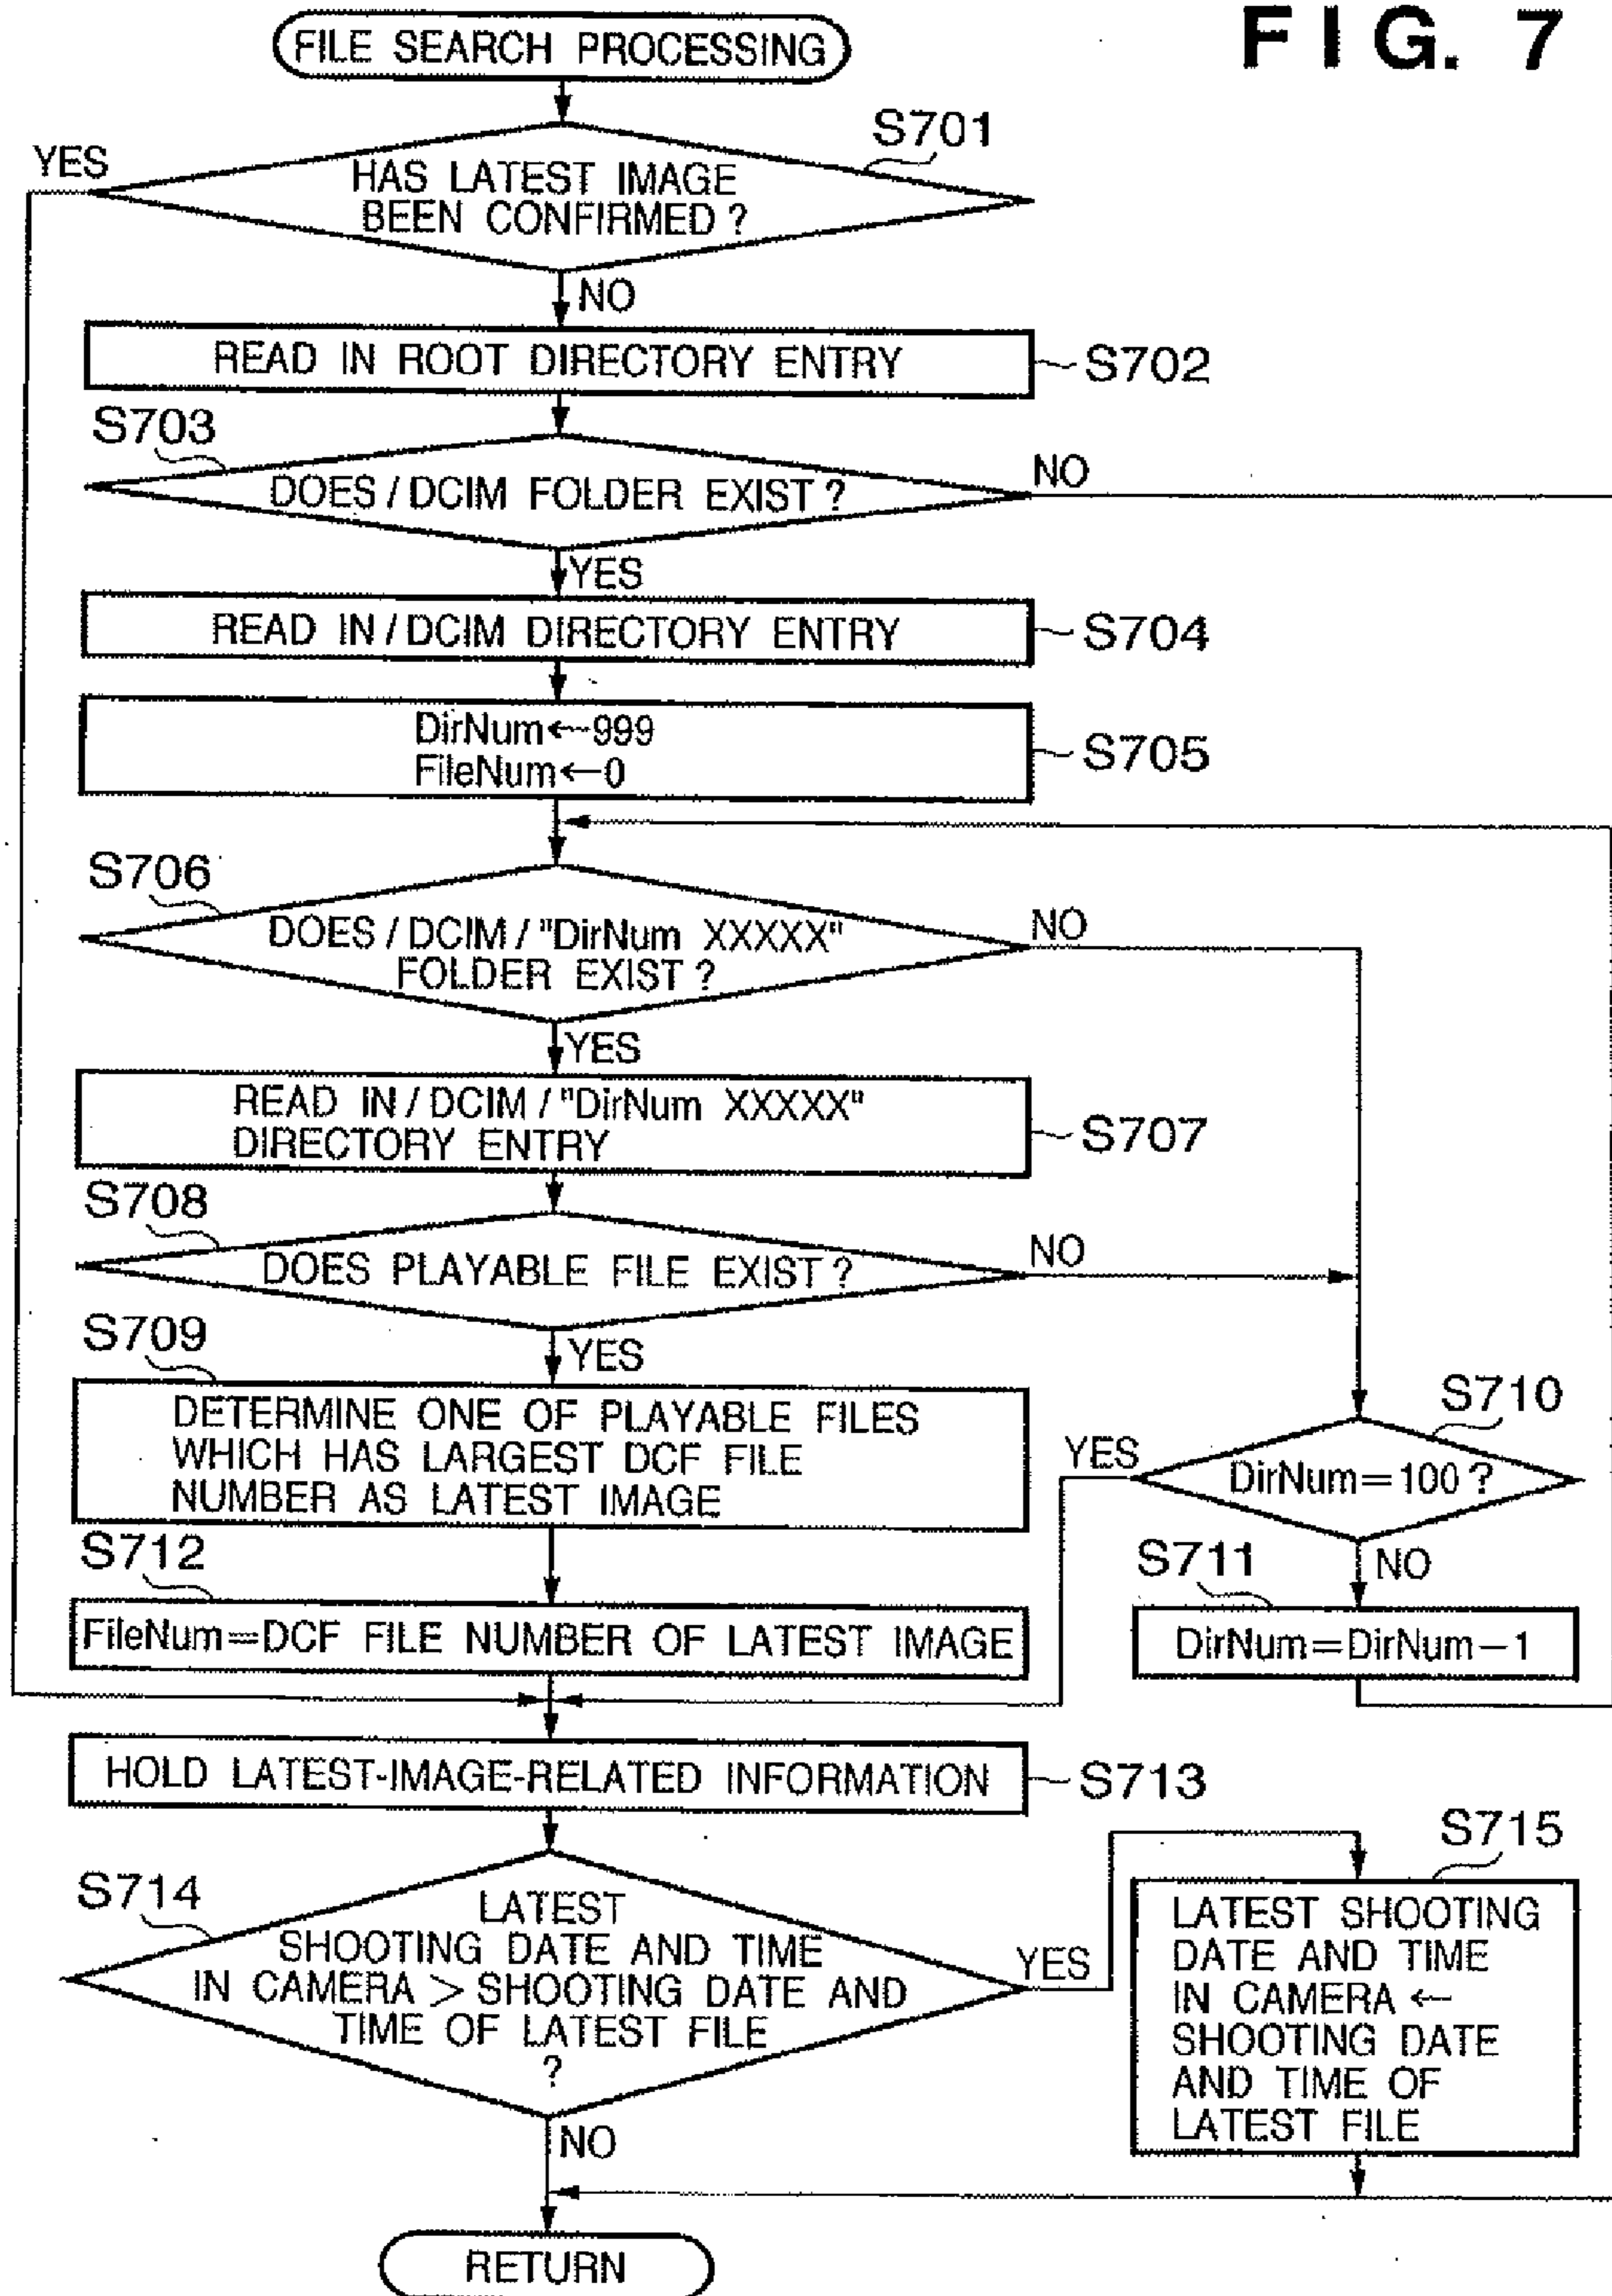 FIG. 7
FILE SEARCH PROCESSING
S701
YES
HAS LATEST IMAGE
BEEN CONFIRMED ?
NO
READ IN ROOT DIRECTORY ENTRY
S702
S703
DOES / DCIM FOLDER EXIST ?
NO
YES
READ IN / DCIM DIRECTORY ENTRY
S704
DirNum←999
FileNum←0
S705
S706
DOES / DCIM / "DirNum XXXXX"
FOLDER EXIST ?
NO
YES
READ IN / DCIM / "DirNum XXXXX"
DIRECTORY ENTRY
S707
S708
DOES PLAYABLE FILE EXIST ?
NO
YES
S709
DETERMINE ONE OF PLAYABLE FILES
WHICH HAS LARGEST DCF FILE
NUMBER AS LATEST IMAGE
S710
YES
DirNum=100 ?
NO
S711
DirNum=DirNum−1
S712
FileNum=DCF FILE NUMBER OF LATEST IMAGE
HOLD LATEST-IMAGE-RELATED INFORMATION
S713
S714
LATEST
SHOOTING DATE AND TIME
IN CAMERA > SHOOTING DATE AND
TIME OF LATEST FILE
?
YES
NO
S715
LATEST SHOOTING
DATE AND TIME
IN CAMERA ←
SHOOTING DATE
AND TIME OF
LATEST FILE
RETURN